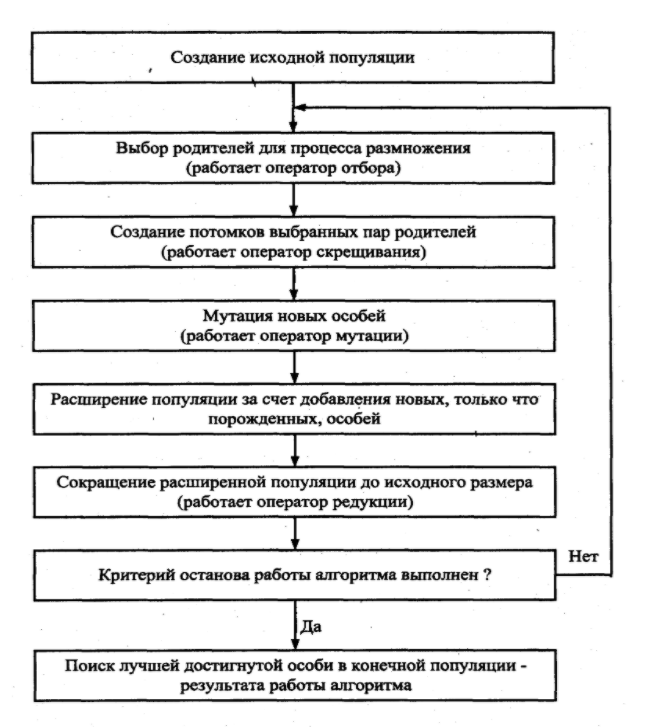 Создание исходной популяции
Выбор родителей для процесса размножения
(работает оператор отбора)
Создание потомков выбранных пар родителей
(работает оператор скрещивания)
Мутация новых особей
(работает оператор мутации)
Расширение популяции за счет добавления новых, только что
порожденных, особей
Сокращение расширенной популяции до исходного размера
(работает оператор редукции)
Критерий останова работы алгоритма выполнен ?
Нет
Да
Поиск лучшей достигнутой особи в конечной популяции -
результата работы алгоритма